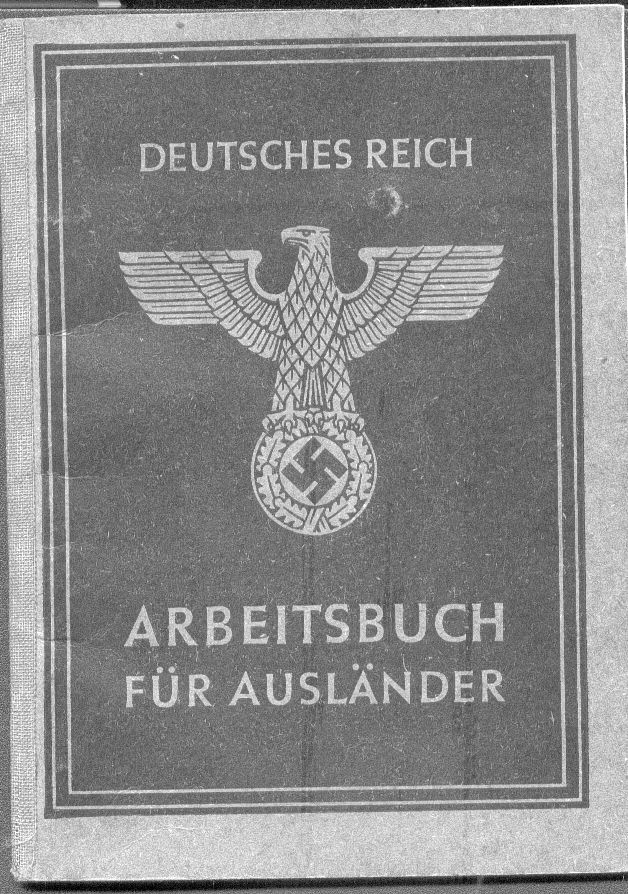 DEUTSCHES REICH
ARBEITSBUCH
FÜR AUSLÄNDER